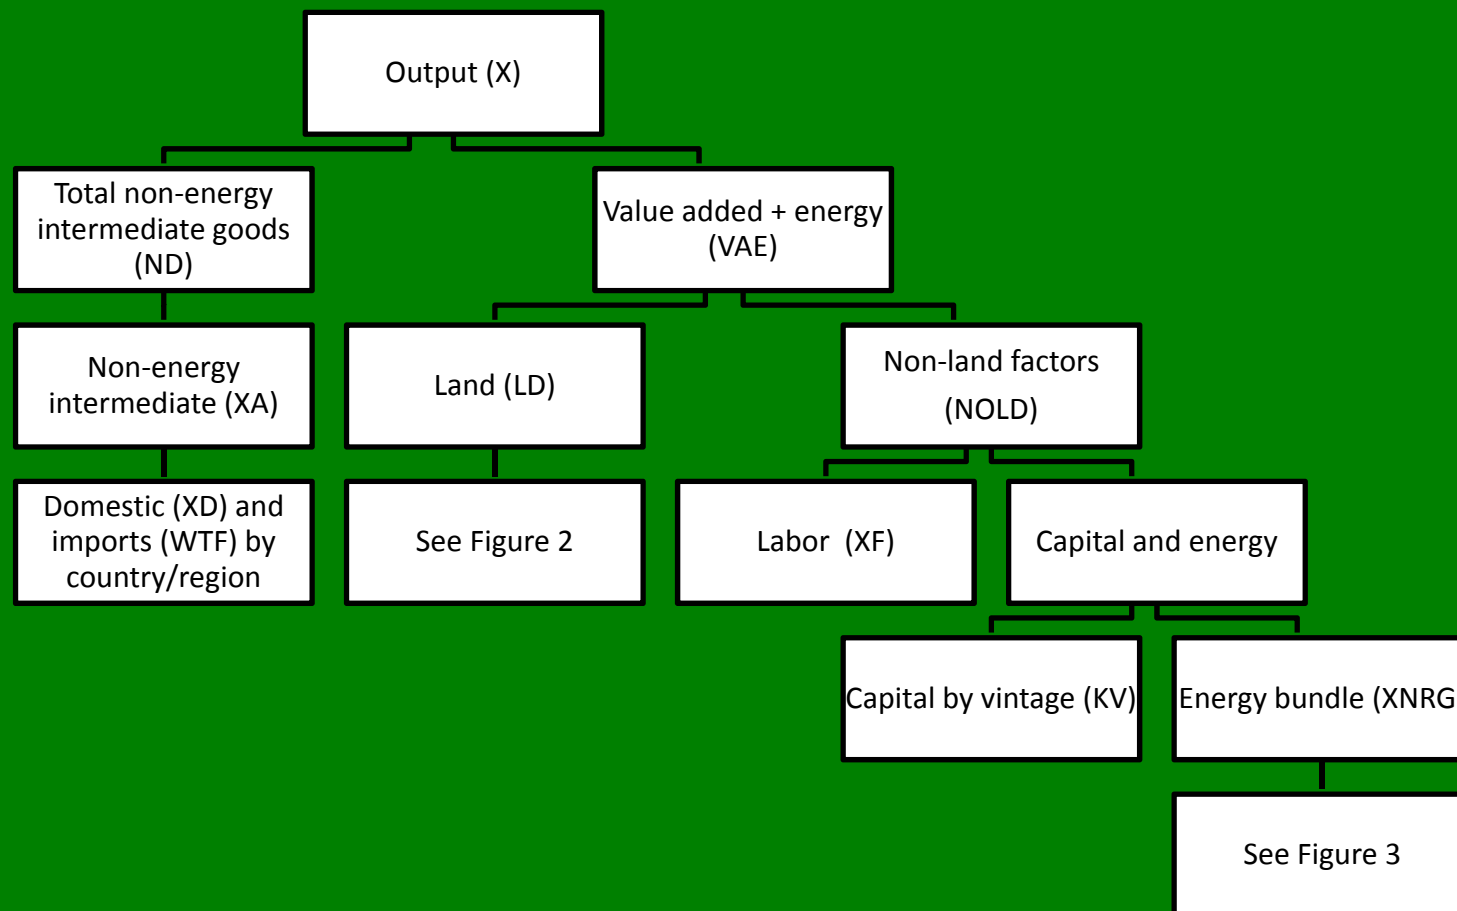 Output (X)
Total non-energy
intermediate goods
(ND)
Value added + energy
(VAE)
Non-energy
intermediate (XA)
Land (LD)
Non-land factors
(NOLD)
Domestic (XD) and
imports (WTF) by
country/region
See Figure 2
Labor  (XF)
Capital and energy
Capital by vintage (KV)
Energy bundle (XNRG
See Figure 3